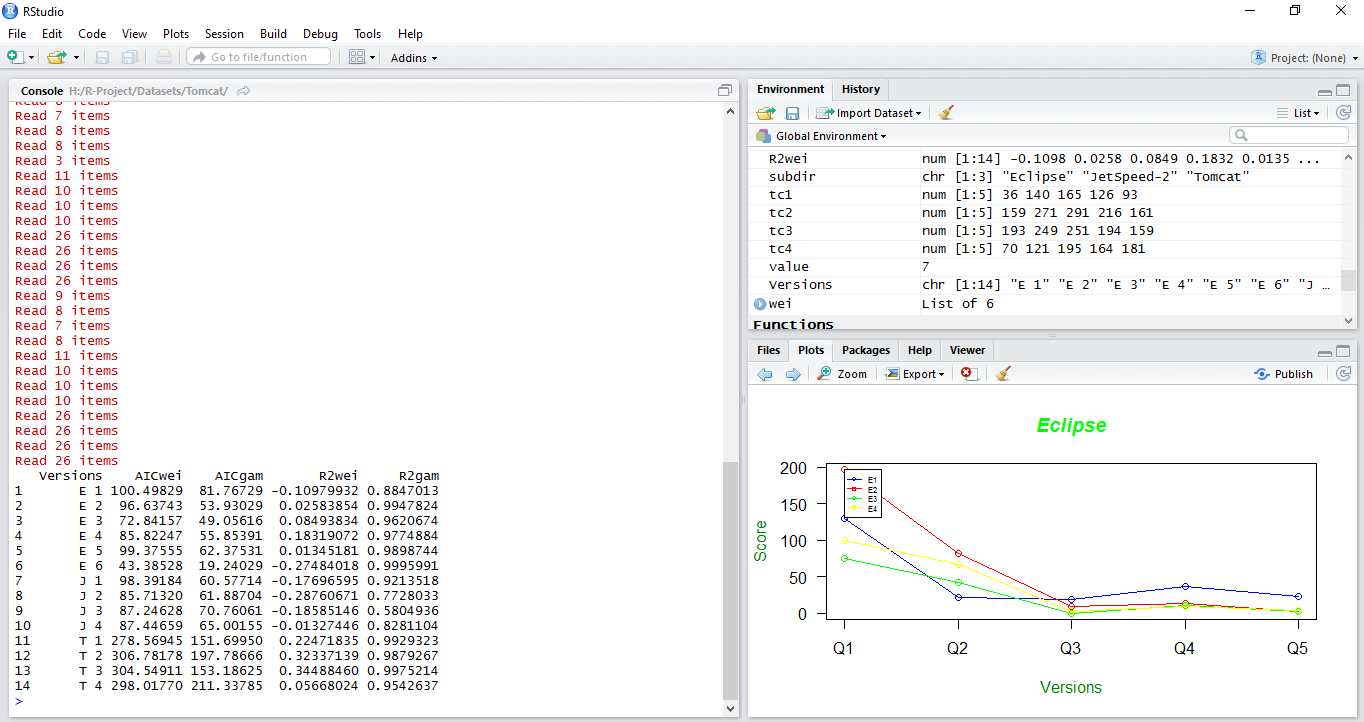 RStudio
File Edit Code View Plots Session Build Debug Tools Help
Go to file/function Addins Project: (None)
Console H:/R-Project/Datasets/Tomcat/
Read 7 items
Read 8 items
Read 8 items
Read 3 items
Read 11 items
Read 10 items
Read 10 items
Read 10 items
Read 26 items
Read 26 items
Read 26 items
Read 26 items
Read 9 items
Read 8 items
Read 7 items
Read 8 items
Read 11 items
Read 10 items
Read 10 items
Read 10 items
Read 26 items
Read 26 items
Read 26 items
Read 26 items
Versions AICwei AICgam R2wei R2gam
1 E 1 100.49829 81.76729 -0.10979932 0.8847013
2 E 2 96.63743 53.93029 0.02583854 0.9947824
3 E 3 72.84157 49.05616 0.08493834 0.9620674
4 E 4 85.82247 55.85391 0.18319072 0.9774884
5 E 5 99.37555 62.37531 0.01345181 0.9898744
6 E 6 43.38528 19.24029 -0.27484018 0.9995991
7 J 1 98.39184 60.57714 -0.17696595 0.9213518
8 J 2 85.71320 61.88704 -0.28760671 0.7728033
9 J 3 87.24628 70.76061 -0.18585146 0.5804936
10 J 4 87.44659 65.00155 -0.01327446 0.8281104
11 T 1 278.56945 151.69950 0.22471835 0.9929323
12 T 2 306.78178 197.78666 0.32337139 0.9879267
13 T 3 304.54911 153.18625 0.34488460 0.9975214
14 T 4 298.01770 211.33785 0.05668024 0.9542637
>
Environment History
Import Dataset List
Global Environment
R2wei num [1:14] -0.1098 0.0258 0.0849 0.1832 0.0135 ...
subdir chr [1:3] "Eclipse" "JetSpeed-2" "Tomcat"
tc1 num [1:5] 36 140 165 126 93
tc2 num [1:5] 159 271 291 216 161
tc3 num [1:5] 193 249 251 194 159
tc4 num [1:5] 70 121 195 164 181
value 7
Versions chr [1:14] "E 1" "E 2" "E 3" "E 4" "E 5" "E 6" "J ...
wei List of 6
Functions
Files Plots Packages Help Viewer
Zoom Export Publish
Eclipse
200
150
100
50
0
Score
E1
E2
E3
E4
Q1 Q2 Q3 Q4 Q5
Versions